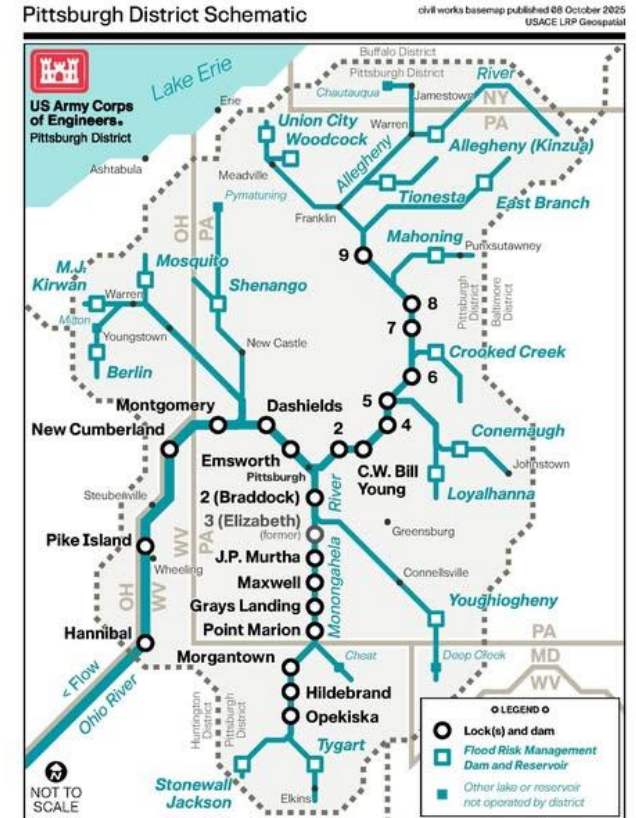 Pittsburgh District Schematic
civil works basemap published 08 October 2025
USACE LRP Geospatial
US Army Corps
of Engineers®
Pittsburgh District
Lake Erie
Erie
Ashtabula
Buffalo District
Pittsburgh District
Chautauqua
Jamestown
River
NY
PA
Union City
Woodcock
Warren
Allegheny
Allegheny (Kinzua)
Meadville
Pymatuning
Franklin
Tionesta
East Branch
OH
PA
9
Mahoning
Punxsutawney
M.J.
Kirwan
Mosquito
Shenango
Warren
Milton
Youngstown
Berlin
New Castle
8
7
Pittsburgh
District
Baltimore
District
Crooked Creek
6
5
4
Montgomery
Dashields
New Cumberland
2
Emsworth
Pittsburgh
C.W. Bill
Young
Conemaugh
Johnstown
Loyalhanna
Steubenville
2 (Braddock)
River
3 (Elizabeth)
(former)
Greensburg
Pike Island
WV
PA
J.P. Murtha
Wheeling
Maxwell
Monongahela
Connellsville
OH
WV
Grays Landing
Youghiogheny
Hannibal
Point Marion
PA
MD
WV
Morgantown
Cheat
Deep Creek
< Flow
Ohio River
Hildebrand
Huntington
District
Pittsburgh
District
Opekiska
Tygart
Stonewall
Jackson
Elkins
N
NOT TO
SCALE
LEGEND
Lock(s) and dam
Flood Risk Management
Dam and Reservoir
Other lake or reservoir
not operated by district